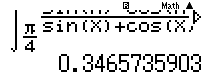 R Math ▲
∫ π/4 sin(X)+cos(X)
0.3465735903